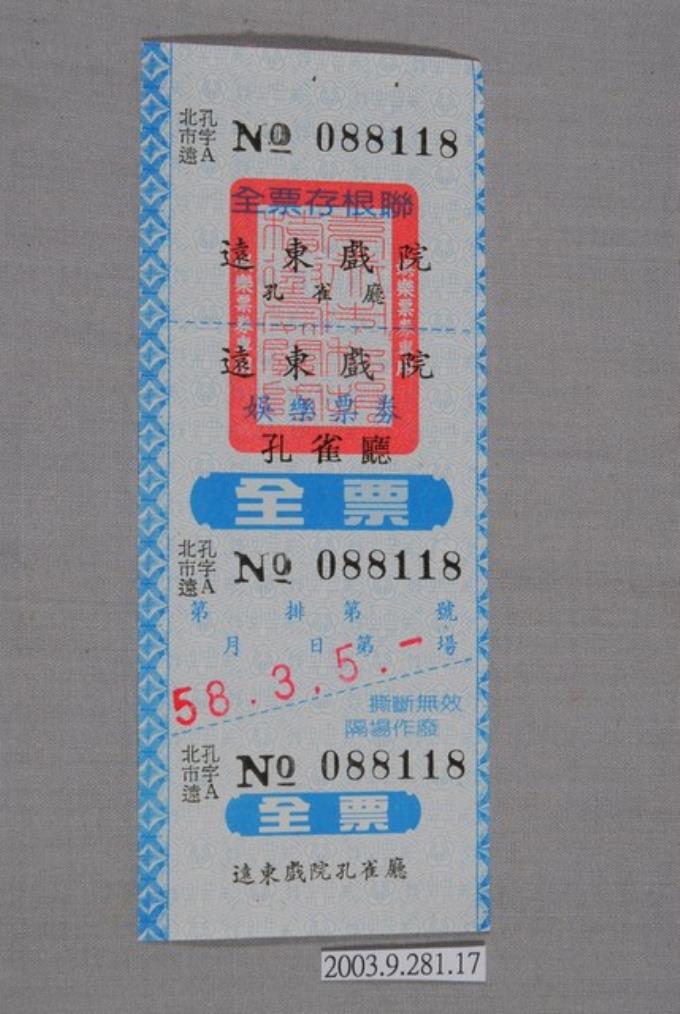 北市遠 孔字A № 088118
全票存根聯
遠東戲院
孔雀廳
遠東戲院
娛樂票券
孔雀廳
全票
北市遠 孔字A № 088118
第 排 第 號
月 日 第 場
58.3.5.-
撕斷無效
隔場作廢
北市遠 孔字A № 088118
全票
遠東戲院孔雀廳
2003.9.281.17